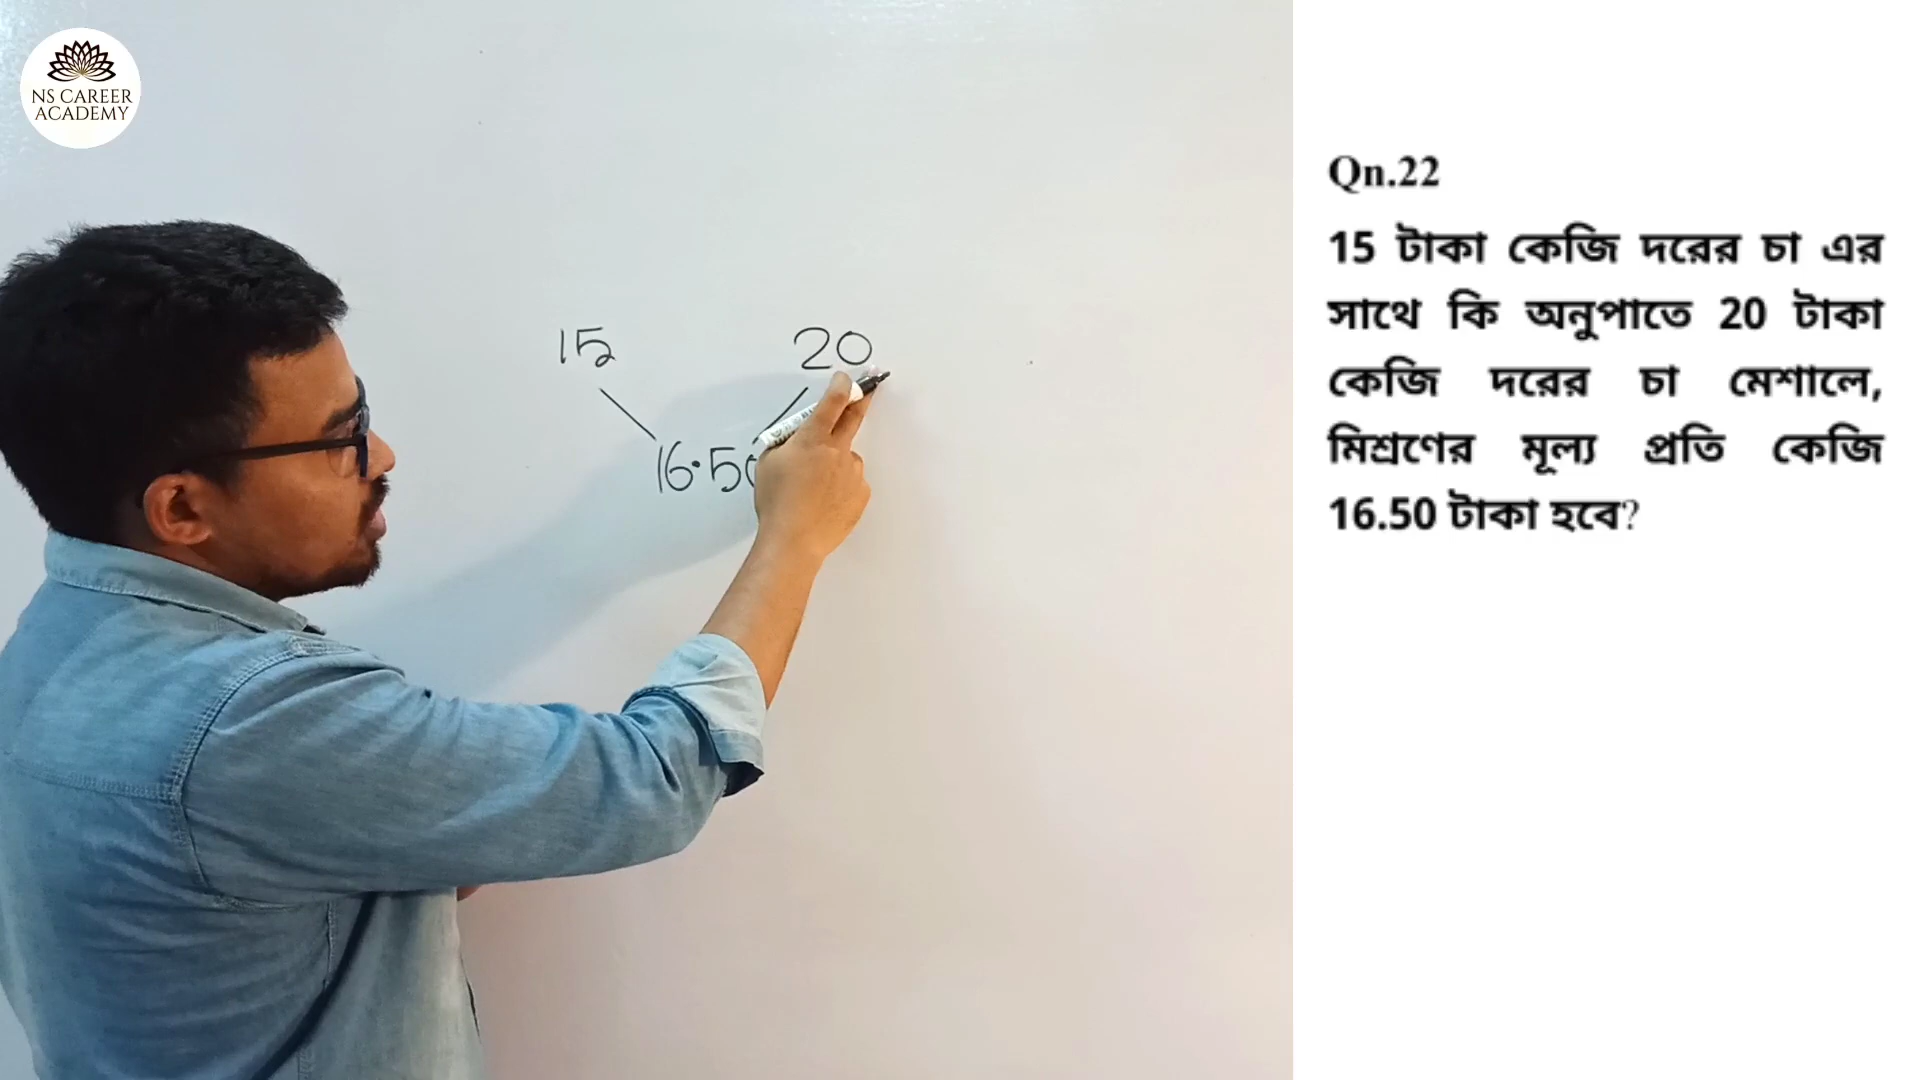 NS CAREER
ACADEMY
Qn.22
15 টাকা কেজি দরের চা এর
সাথে কি অনুপাতে 20 টাকা
কেজি দরের চা মেশালে,
মিশ্রণের মূল্য প্রতি কেজি
16.50 টাকা হবে?
15 20
16.50